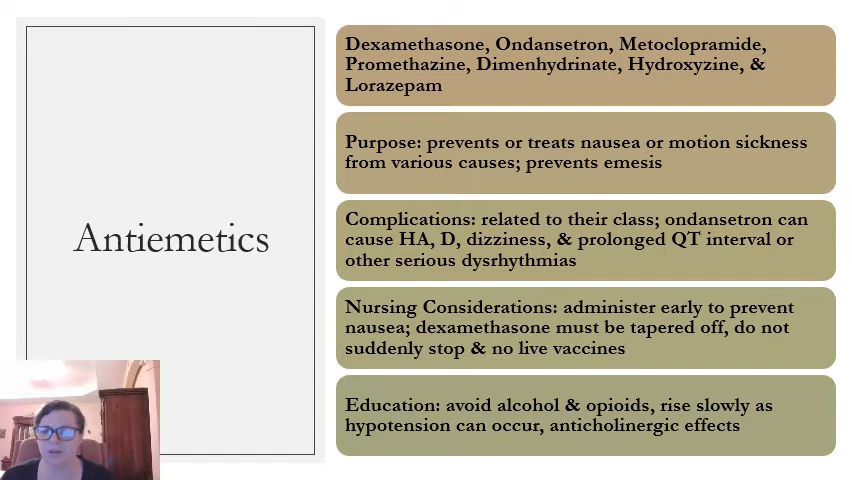 Antiemetics
Dexamethasone, Ondansetron, Metoclopramide,
Promethazine, Dimenhydrinate, Hydroxyzine, &
Lorazepam
Purpose: prevents or treats nausea or motion sickness
from various causes; prevents emesis
Complications: related to their class; ondansetron can
cause HA, D, dizziness, & prolonged QT interval or
other serious dysrhythmias
Nursing Considerations: administer early to prevent
nausea; dexamethasone must be tapered off, do not
suddenly stop & no live vaccines
Education: avoid alcohol & opioids, rise slowly as
hypotension can occur, anticholinergic effects